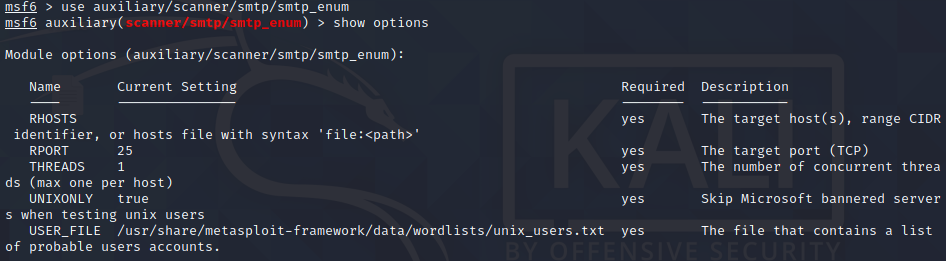 msf6 > use auxiliary/scanner/smtp/smtp_enum
msf6 auxiliary(scanner/smtp/smtp_enum) > show options
Module options (auxiliary/scanner/smtp/smtp_enum):
Name Current Setting Required Description
---- --------------- -------- -----------
RHOSTS yes The target host(s), range CIDR
identifier, or hosts file with syntax 'file:<path>'
RPORT 25 yes The target port (TCP)
THREADS 1 yes The number of concurrent threa
ds (max one per host)
UNIXONLY true yes Skip Microsoft bannered server
s when testing unix users
USER_FILE /usr/share/metasploit-framework/data/wordlists/unix_users.txt yes The file that contains a list
of probable users accounts.
KALI
BY OFFENSIVE SECURITY